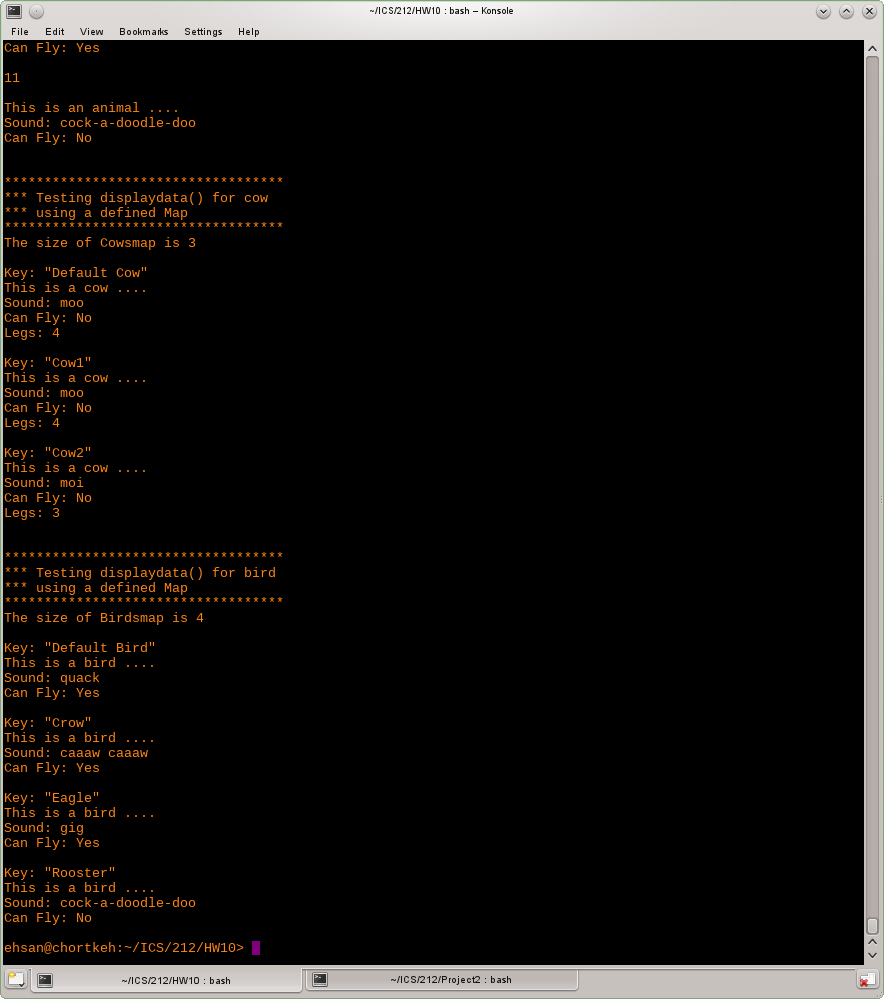 ~/ICS/212/HW10 : bash – Konsole
File Edit View Bookmarks Settings Help
Can Fly: Yes
11
This is an animal ....
Sound: cock-a-doodle-doo
Can Fly: No
***********************************
*** Testing displaydata() for cow
*** using a defined Map
***********************************
The size of Cowsmap is 3
Key: "Default Cow"
This is a cow ....
Sound: moo
Can Fly: No
Legs: 4
Key: "Cow1"
This is a cow ....
Sound: moo
Can Fly: No
Legs: 4
Key: "Cow2"
This is a cow ....
Sound: moi
Can Fly: No
Legs: 3
***********************************
*** Testing displaydata() for bird
*** using a defined Map
***********************************
The size of Birdsmap is 4
Key: "Default Bird"
This is a bird ....
Sound: quack
Can Fly: Yes
Key: "Crow"
This is a bird ....
Sound: caaaw caaaw
Can Fly: Yes
Key: "Eagle"
This is a bird ....
Sound: gig
Can Fly: Yes
Key: "Rooster"
This is a bird ....
Sound: cock-a-doodle-doo
Can Fly: No
ehsan@chortkeh:~/ICS/212/HW10>
~/ICS/212/HW10 : bash
~/ICS/212/Project2 : bash